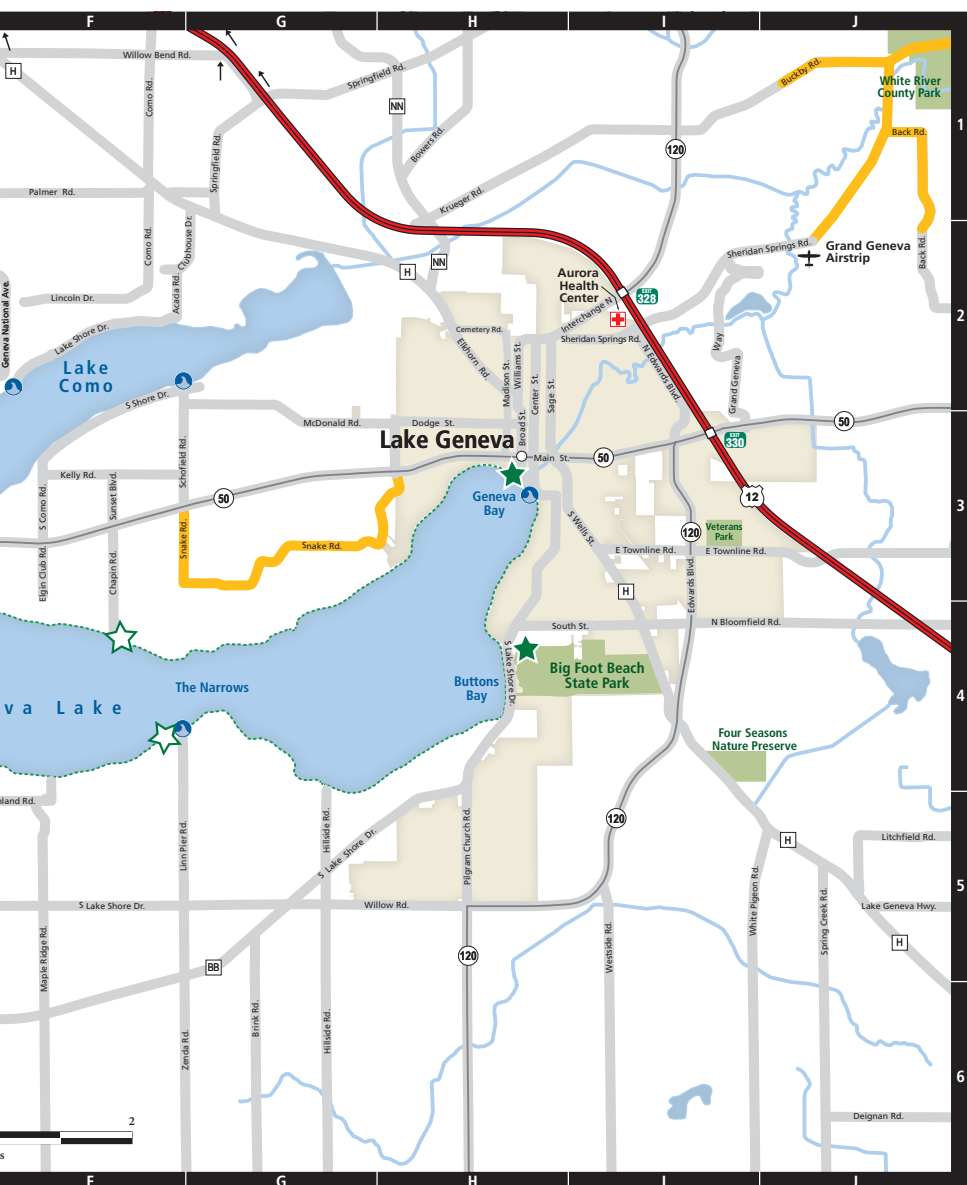 F
G
H
I
J
Willow Bend Rd.
H
Como Rd.
Springfield Rd.
NN
Bowers Rd.
Buckby Rd.
White River
County Park
1
120
Back Rd.
Springfield Rd.
Palmer Rd.
Krueger Rd.
Como Rd.
Clubhouse Dr.
Acadia Rd.
H
NN
Sheridan Springs Rd.
Grand Geneva
Airstrip
Back Rd.
Aurora
Health
Center
EXIT
328
Interchange N
Sheridan Springs Rd.
N Edwards Blvd.
Geneva National Ave.
Lincoln Dr.
Lake Shore Dr.
2
Cemetery Rd.
Elkhorn Rd.
Madison St.
Williams St.
Center St.
Sage St.
Broad St.
Way
Grand Geneva
Lake
Como
S Shore Dr.
McDonald Rd.
Dodge St.
Lake Geneva
50
EXIT
330
Main St.
50
Schofield Rd.
Kelly Rd.
S Como Rd.
Sunset Blvd.
50
Geneva
Bay
12
3
Snake Rd.
Snake Rd.
S Wells St.
120
Veterans
Park
E Townline Rd.
E Townline Rd.
Elgin Club Rd.
Chapin Rd.
H
Edwards Blvd.
South St.
N Bloomfield Rd.
S Lake Shore Dr.
Big Foot Beach
State Park
Buttons
Bay
The Narrows
va Lake
4
Four Seasons
Nature Preserve
land Rd.
120
Linn Pier Rd.
Hillside Rd.
S Lake Shore Dr.
Pilgram Church Rd.
H
Litchfield Rd.
5
White Pigeon Rd.
Spring Creek Rd.
S Lake Shore Dr.
Willow Rd.
Lake Geneva Hwy.
H
Maple Ridge Rd.
BB
120
Westside Rd.
Zenda Rd.
Brink Rd.
Hillside Rd.
6
Deignan Rd.
2
s
F
G
H
I
J